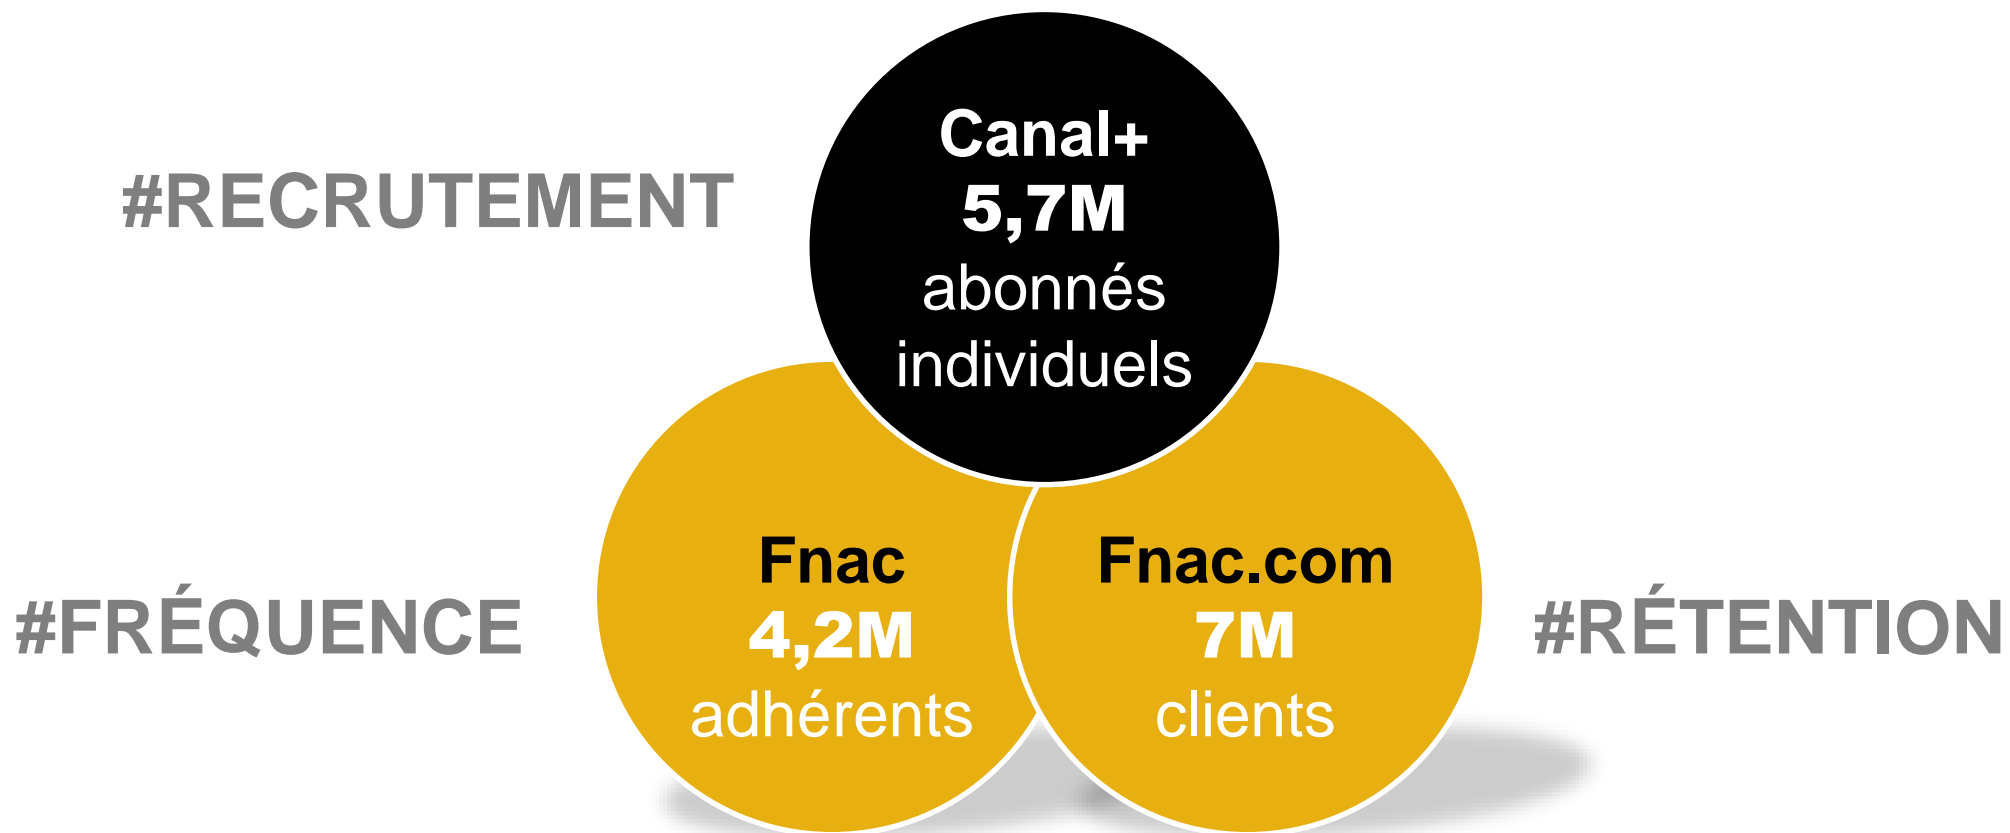 #RECRUTEMENT
Canal+
5,7M
abonnés
individuels
#FRÉQUENCE
Fnac
4,2M
adhérents
Fnac.com
7M
clients
#RÉTENTION